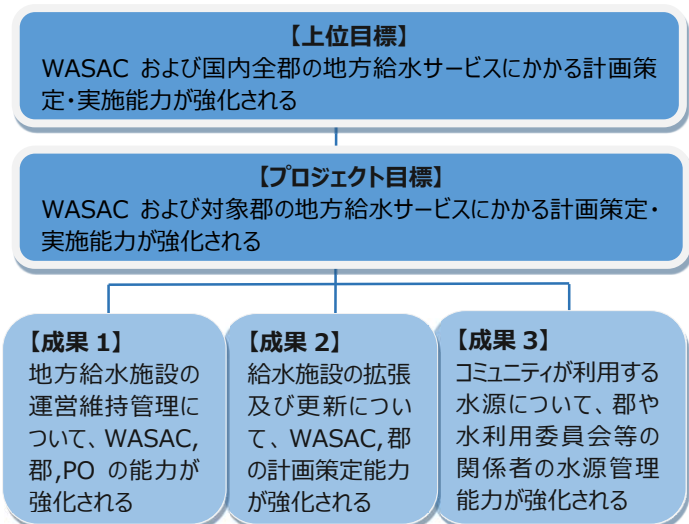 【上位目標】
WASAC および国内全郡の地方給水サービスにかかる計画策
定・実施能力が強化される
【プロジェクト目標】
WASAC および対象郡の地方給水サービスにかかる計画策定・
実施能力が強化される
【成果 1】
地方給水施設の
運営維持管理に
ついて、WASAC,
郡,PO の能力が
強化される
【成果 2】
給水施設の拡張
及び更新につい
て、WASAC,郡
の計画策定能力
が強化される
【成果 3】
コミュニティが利用する
水源について、郡や
水利用委員会等の
関係者の水源管理
能力が強化される